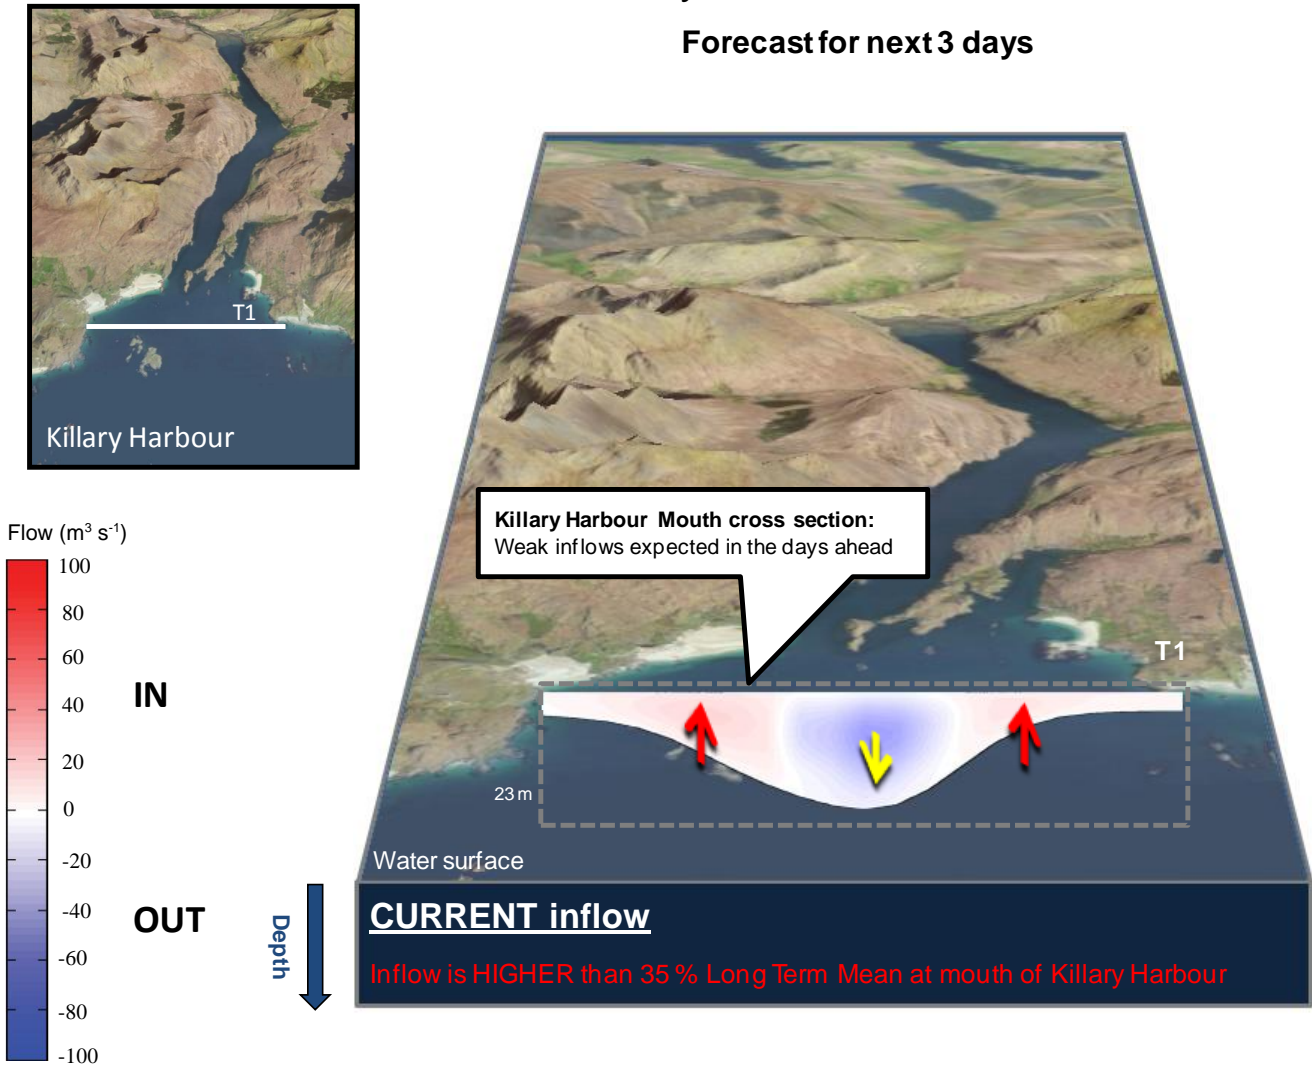 Forecast for next 3 days
T1
Killary Harbour
Flow (m³ s⁻¹)
100
80
60
40
20
0
-20
-40
-60
-80
-100
IN
OUT
Depth
Killary Harbour Mouth cross section:
Weak inflows expected in the days ahead
T1
23 m
Water surface
CURRENT inflow
Inflow is HIGHER than 35 % Long Term Mean at mouth of Killary Harbour